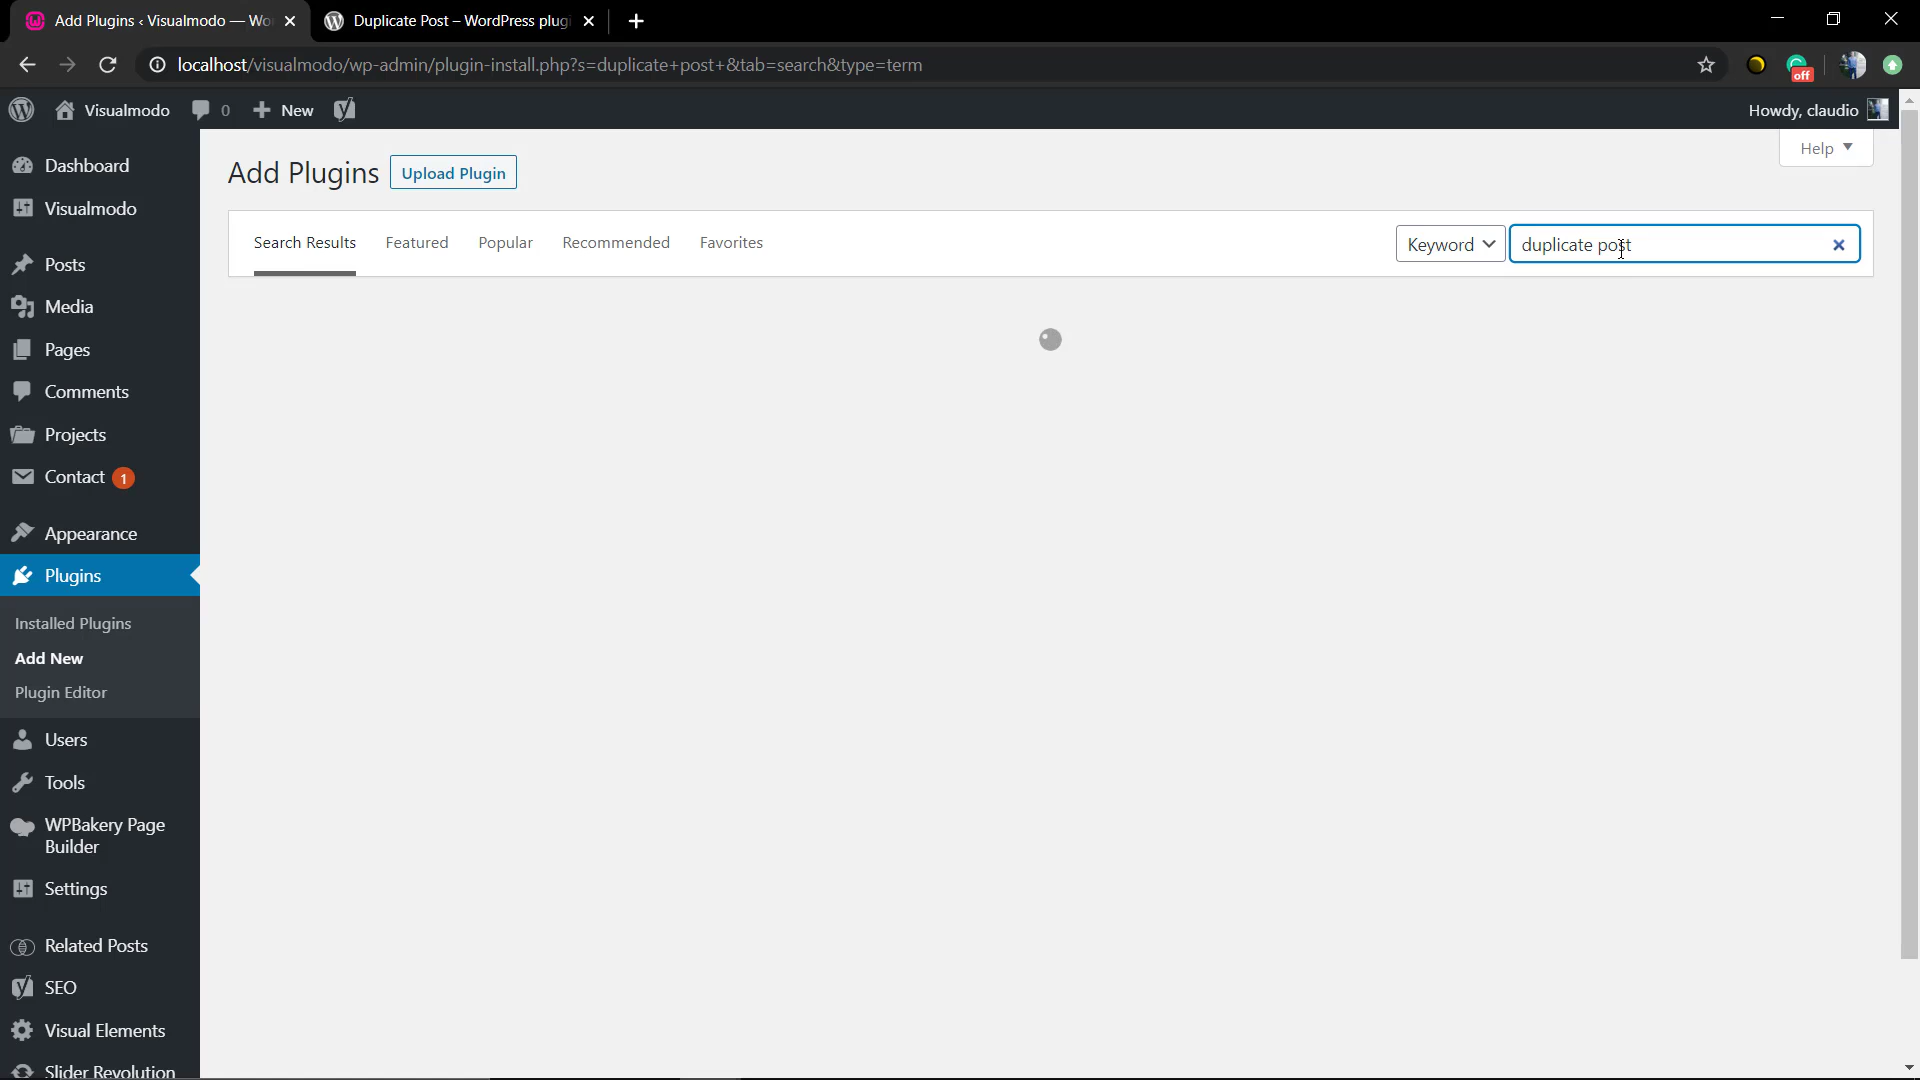 Add Plugins ‹ Visualmodo — Wo
Duplicate Post – WordPress plug
localhost/visualmodo/wp-admin/plugin-install.php?s=duplicate+post+&tab=search&type=term
off
Visualmodo
0
New
Howdy, claudio
Help
Dashboard
Visualmodo
Posts
Media
Pages
Comments
Projects
Contact 1
Appearance
Plugins
Installed Plugins
Add New
Plugin Editor
Users
Tools
WPBakery Page
Builder
Settings
Related Posts
SEO
Visual Elements
Slider Revolution
Add Plugins
Upload Plugin
Search Results
Featured
Popular
Recommended
Favorites
Keyword
duplicate post